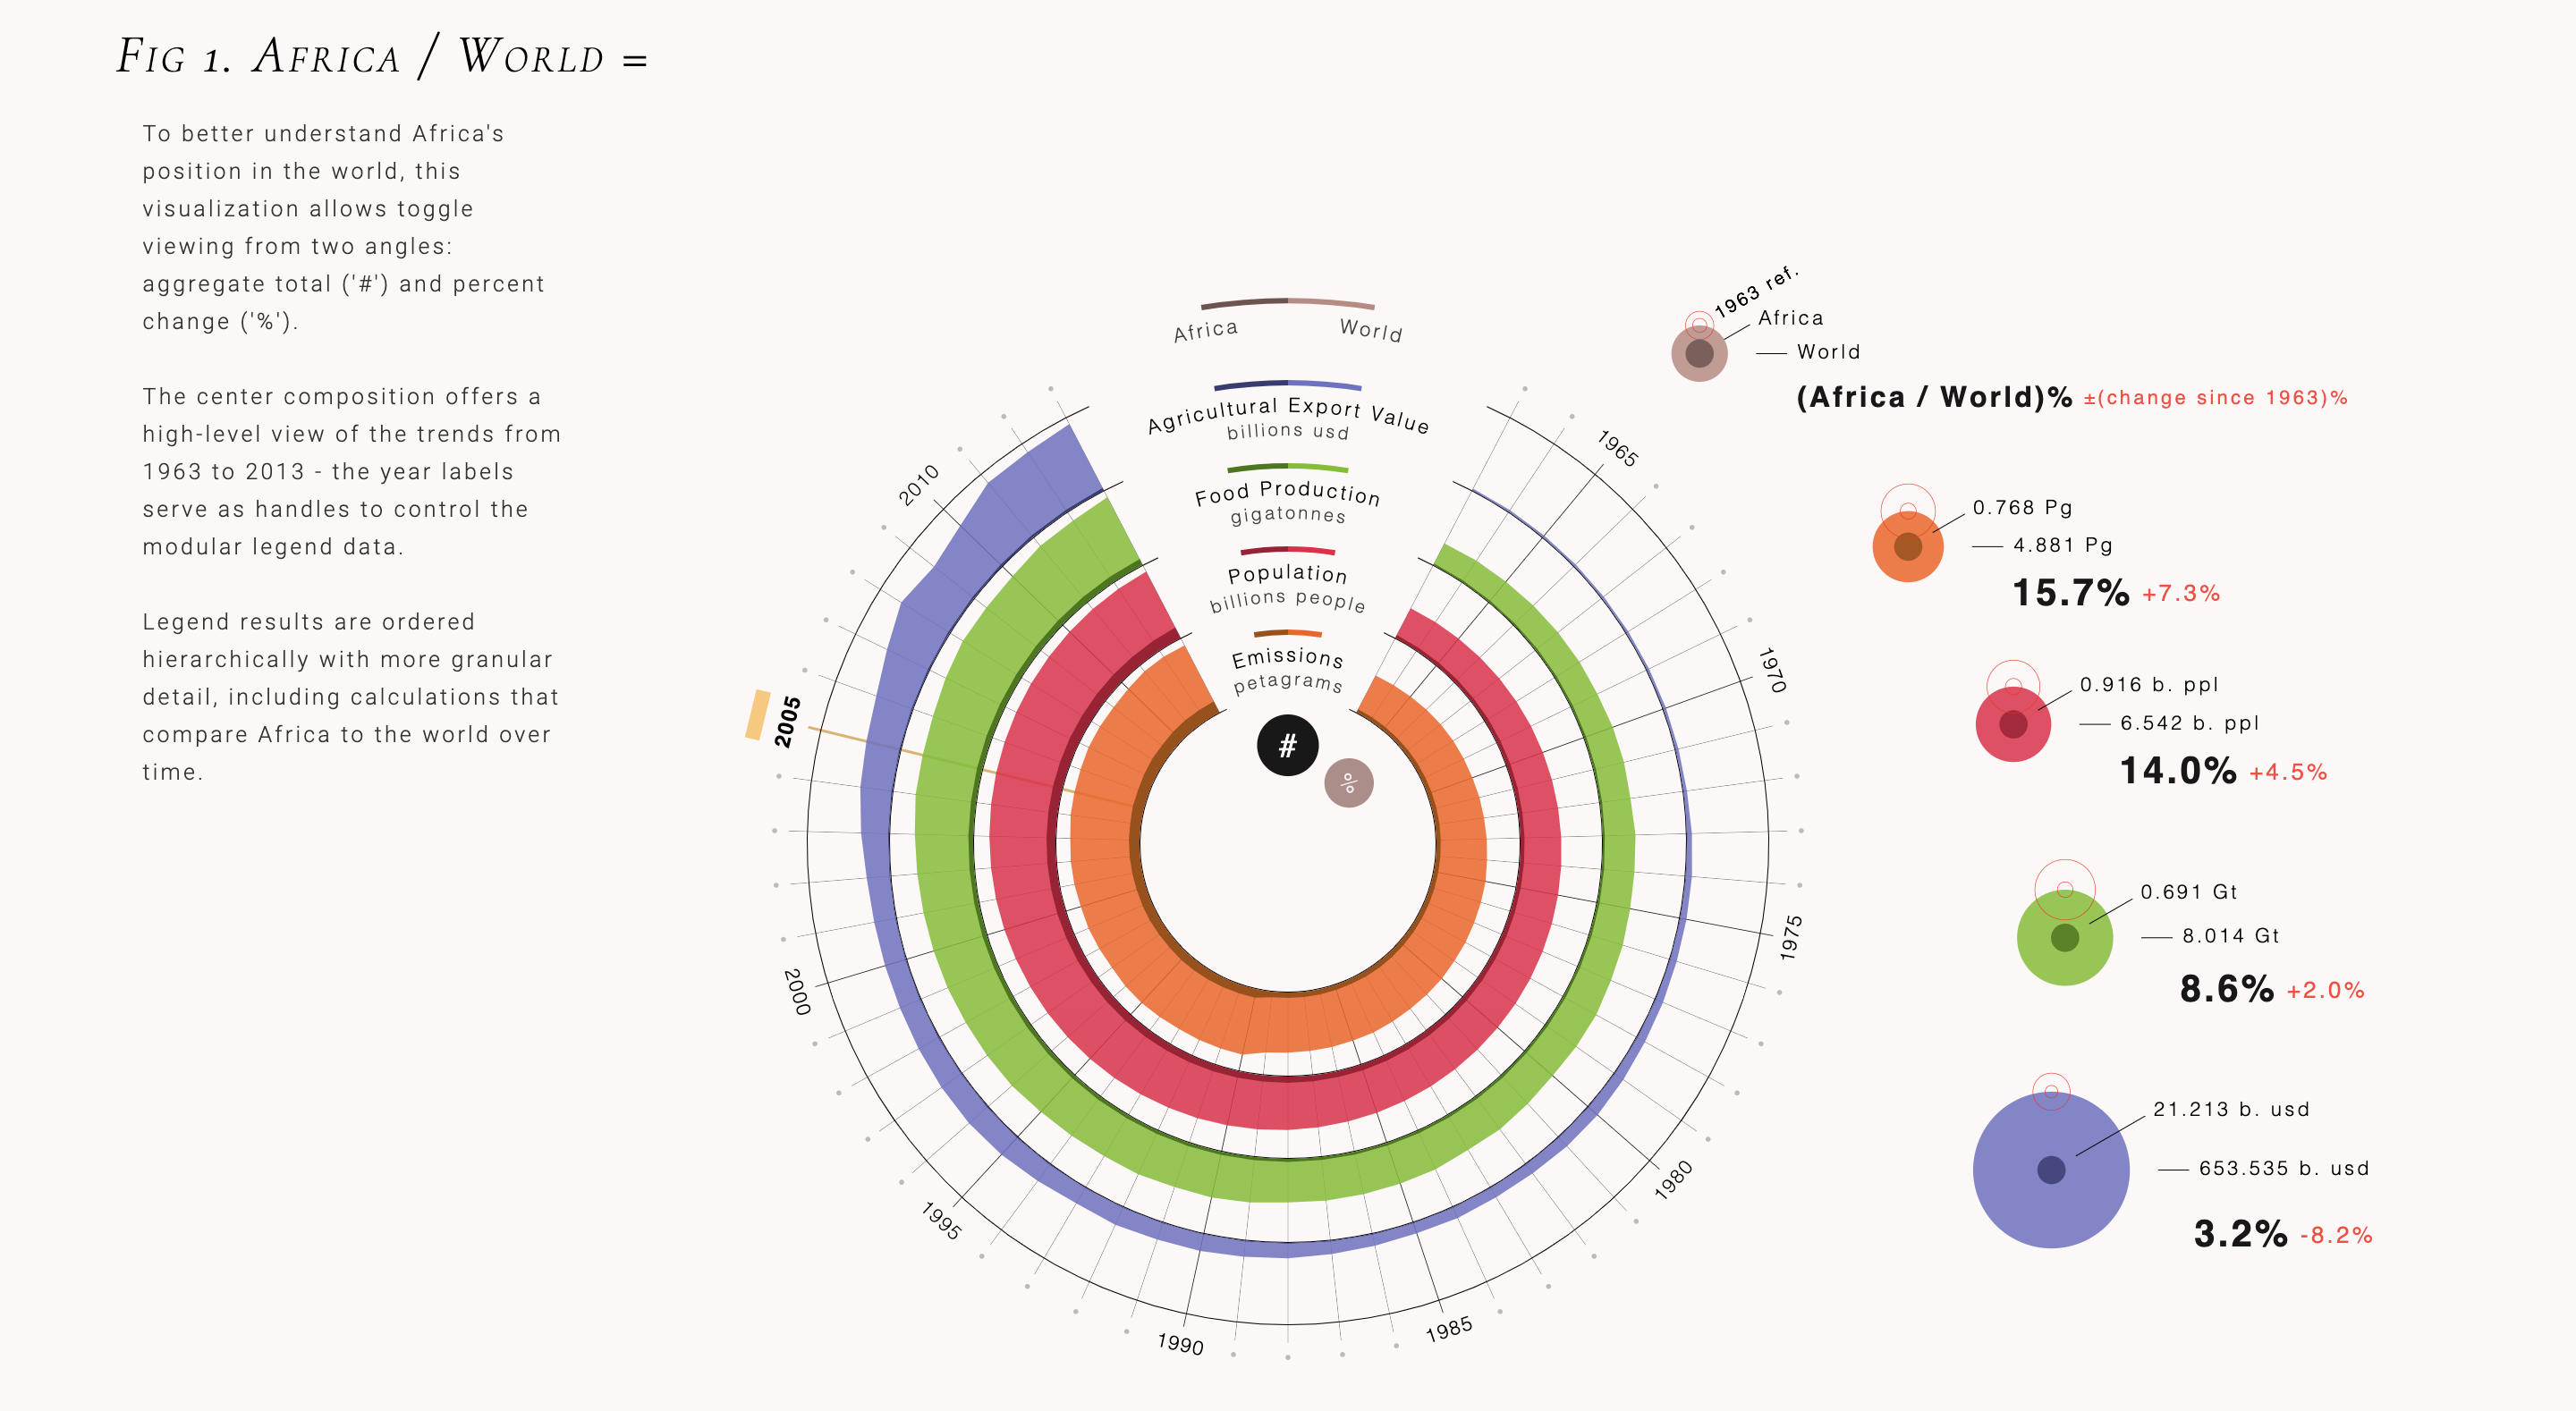 Fig 1. Africa / World =
To better understand Africa's
position in the world, this
visualization allows toggle
viewing from two angles:
aggregate total ('#') and percent
change ('%').
The center composition offers a
high-level view of the trends from
1963 to 2013 - the year labels
serve as handles to control the
modular legend data.
Legend results are ordered
hierarchically with more granular
detail, including calculations that
compare Africa to the world over
time.
Africa World
Agricultural Export Value
billions usd
Food Production
gigatonnes
Population
billions people
Emissions
petagrams
#
%
1965
1970
1975
1980
1985
1990
1995
2000
2005
2010
1963 ref.
Africa
World
(Africa / World)% ±(change since 1963)%
0.768 Pg
4.881 Pg
15.7% +7.3%
0.916 b. ppl
6.542 b. ppl
14.0% +4.5%
0.691 Gt
8.014 Gt
8.6% +2.0%
21.213 b. usd
653.535 b. usd
3.2% -8.2%